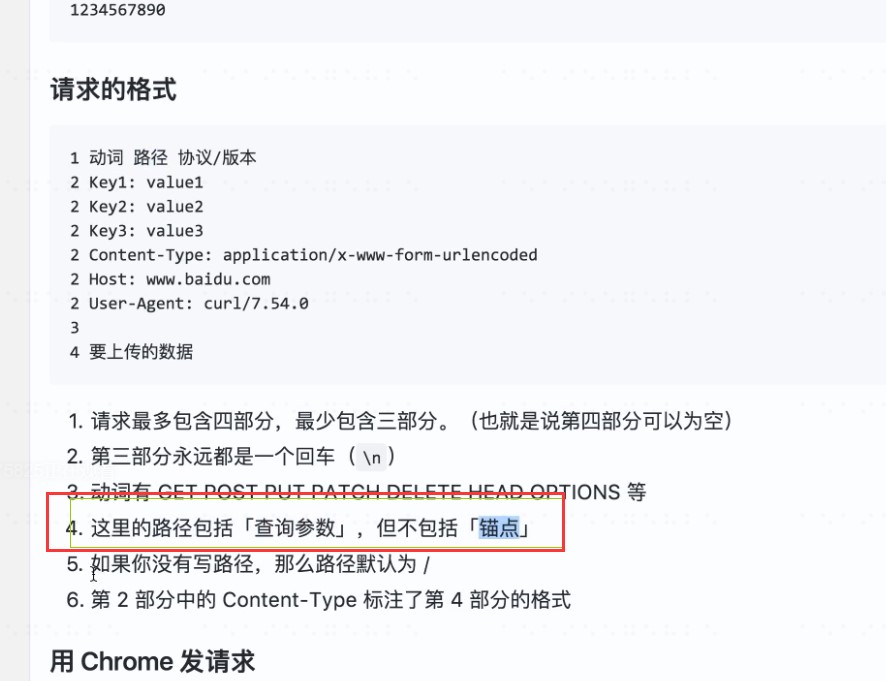 1234567890
请求的格式
1 动词 路径 协议/版本
2 Key1: value1
2 Key2: value2
2 Key3: value3
2 Content-Type: application/x-www-form-urlencoded
2 Host: www.baidu.com
2 User-Agent: curl/7.54.0
3
4 要上传的数据
1. 请求最多包含四部分，最少包含三部分。（也就是说第四部分可以为空）
2. 第三部分永远都是一个回车（\n）
3. 动词有 GET POST PUT PATCH DELETE HEAD OPTIONS 等
4. 这里的路径包括「查询参数」，但不包括「锚点」
5. 如果你没有写路径，那么路径默认为 /
6. 第 2 部分中的 Content-Type 标注了第 4 部分的格式
用 Chrome 发请求